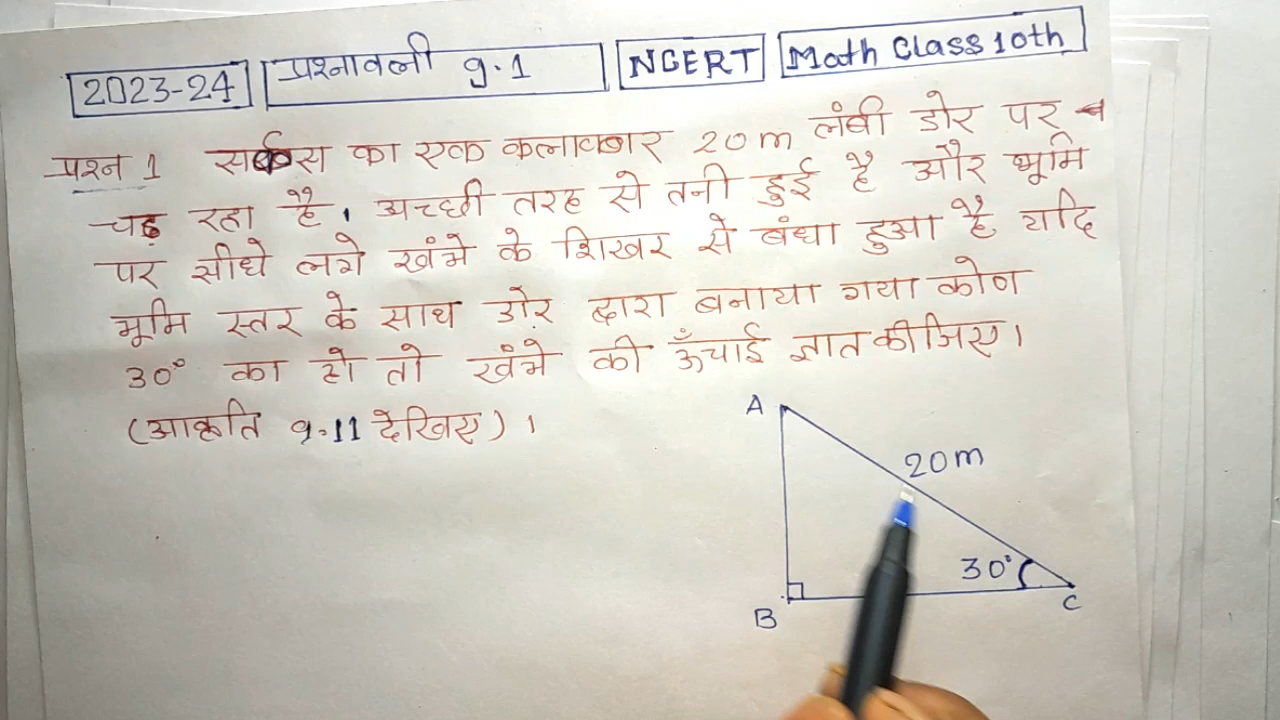 2023-24 प्रश्नावली 9.1 NCERT Math Class 10th
प्रश्न 1 सर्कस का एक कलाकार 20m लंबी डोर पर
चढ़ रहा है, अच्छी तरह से तनी हुई है और भूमि
पर सीधे लगे खंभे के शिखर से बंधा हुआ है, यदि
भूमि स्तर के साथ डोर द्वारा बनाया गया कोण
30° का हो तो खंभे की ऊँचाई ज्ञात कीजिए।
(आकृति 9.11 देखिए)।
A
20m
30°
B
C